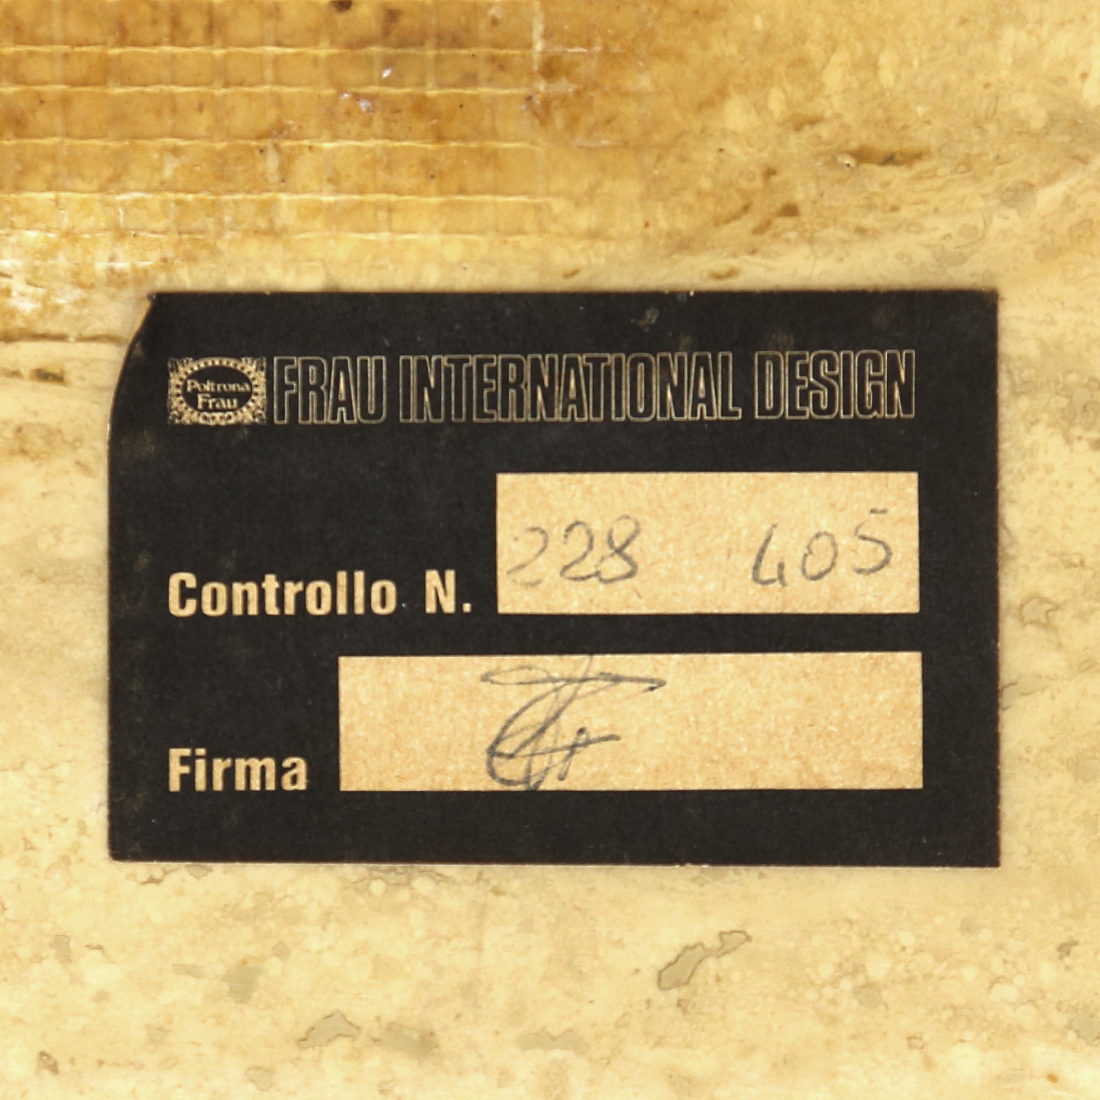 Poltrona
Frau
FRAU INTERNATIONAL DESIGN
Controllo N. 228 405
Firma